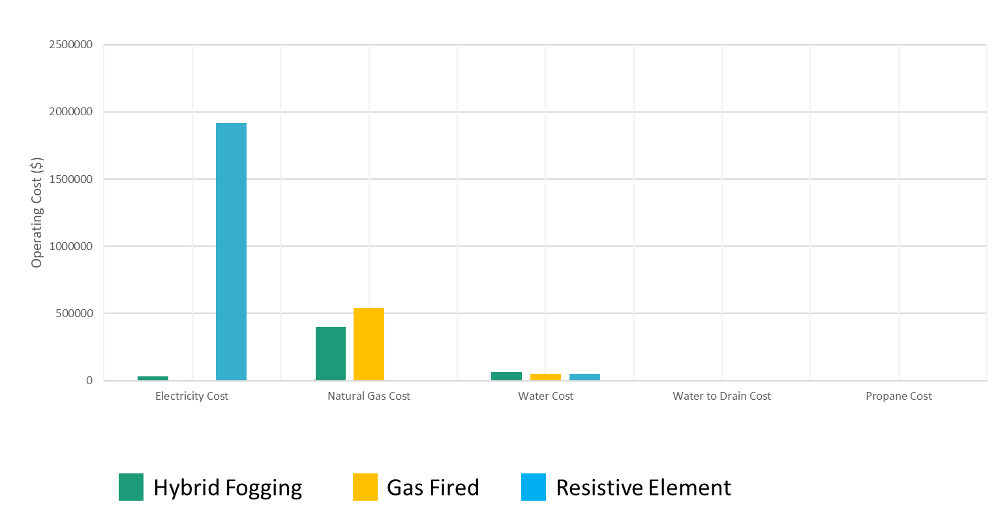 2500000
2000000
1500000
1000000
500000
0
Operating Cost ($)
Electricity Cost
Natural Gas Cost
Water Cost
Water to Drain Cost
Propane Cost
Hybrid Fogging
Gas Fired
Resistive Element